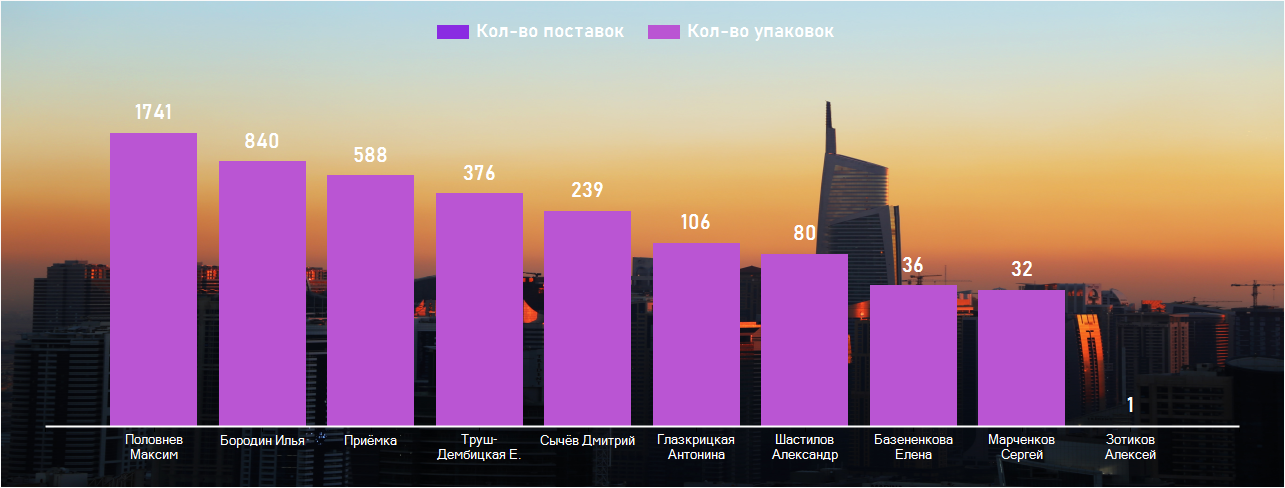 Кол-во поставок Кол-во упаковок
1741
840
588
376
239
106
80
36
32
1
Половнев
Максим
Бородин Илья
Приёмка
Труш-
Дембицкая Е.
Сычёв Дмитрий
Глазкрицкая
Антонина
Шастилов
Александр
Базененкова
Елена
Марченков
Сергей
Зотиков
Алексей